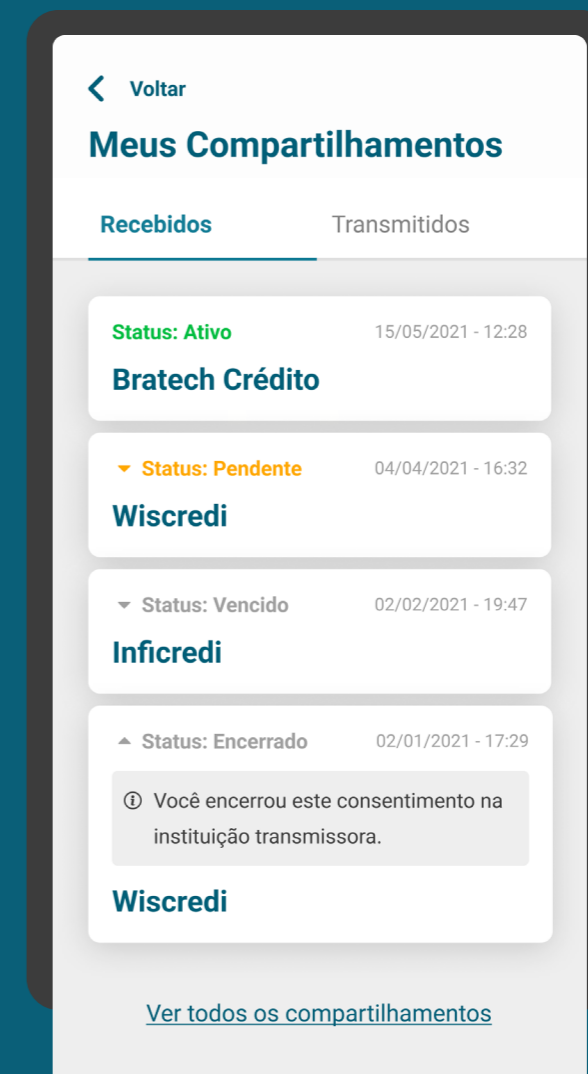 Voltar
Meus Compartilhamentos
Recebidos Transmitidos
Status: Ativo 15/05/2021 - 12:28
Bratech Crédito
Status: Pendente 04/04/2021 - 16:32
Wiscredi
Status: Vencido 02/02/2021 - 19:47
Inficredi
Status: Encerrado 02/01/2021 - 17:29
Você encerrou este consentimento na
instituição transmissora.
Wiscredi
Ver todos os compartilhamentos